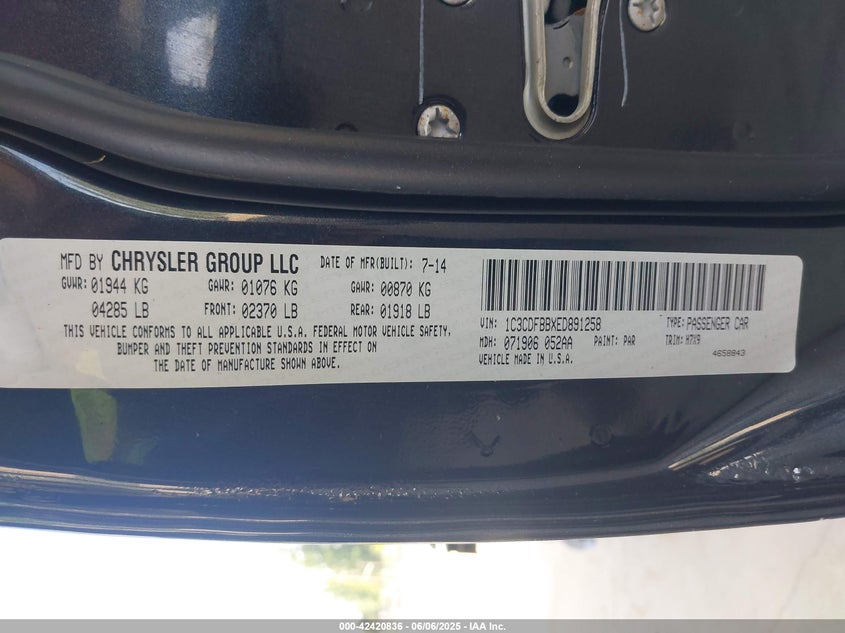 MFD BY CHRYSLER GROUP LLC DATE OF MFR(BUILT): 7-14
GVWR: 01944 KG GAWR: 01076 KG GAWR: 00870 KG
04285 LB FRONT: 02370 LB REAR: 01918 LB
THIS VEHICLE CONFORMS TO ALL APPLICABLE U.S.A. FEDERAL MOTOR VEHICLE SAFETY,
BUMPER AND THEFT PREVENTION STANDARDS IN EFFECT ON
THE DATE OF MANUFACTURE SHOWN ABOVE.
VIN: 1C3CDFBBXED891258 TYPE: PASSENGER CAR
MDH: 071906 052AA PAINT: PAR TRIM: H7X9
VEHICLE MADE IN U.S.A. 4658843
000-42420836 - 06/06/2025 - IAA Inc.